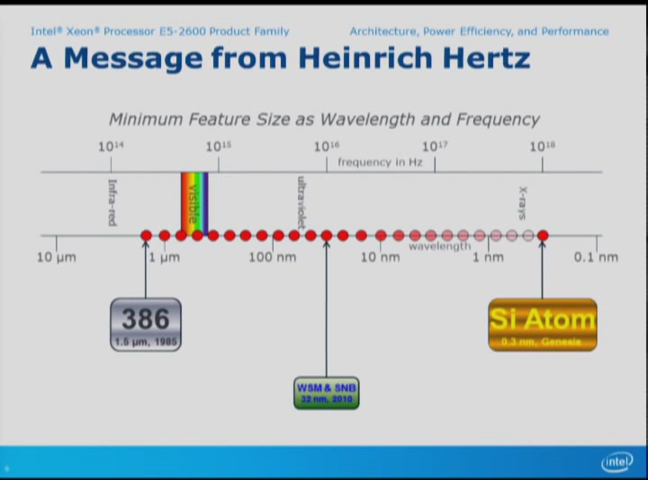 Intel® Xeon® Processor E5-2600 Product Family
Architecture, Power Efficiency, and Performance
A Message from Heinrich Hertz
Minimum Feature Size as Wavelength and Frequency
10¹⁴ 10¹⁵ 10¹⁶ 10¹⁷ 10¹⁸
frequency in Hz
Infra-red
Visible
ultraviolet
X-rays
wavelength
10 µm 1 µm 100 nm 10 nm 1 nm 0.1 nm
386
1.5 µm, 1985
Si Atom
0.3 nm, Genesis
WSM & SNB
32 nm, 2010
intel